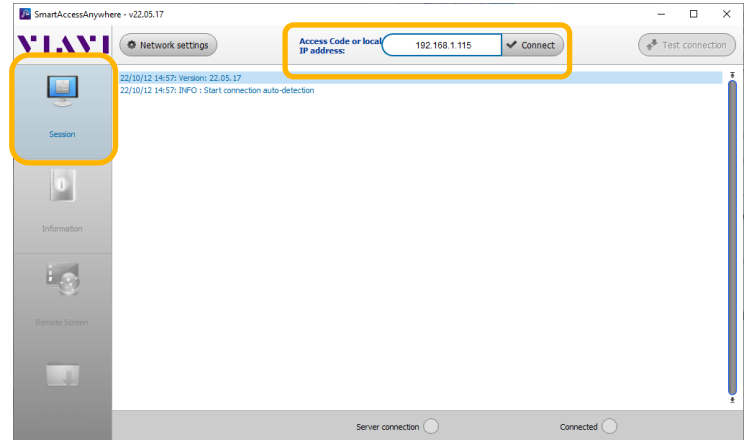 SmartAccessAnywhere - v22.05.17
VIAVI
Network settings
Access Code or local
IP address:
192.168.1.115
Connect
Test connection
22/10/12 14:57: Version: 22.05.17
22/10/12 14:57: INFO : Start connection auto-detection
Session
Information
Remote Screen
Server connection
Connected